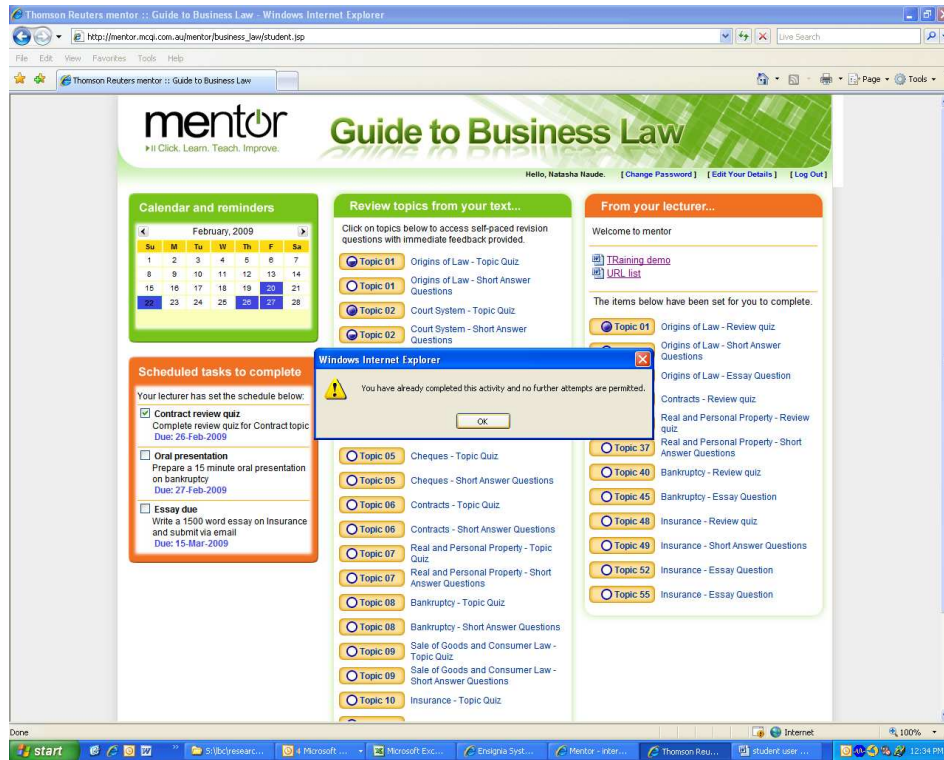 Thomson Reuters mentor :: Guide to Business Law - Windows Internet Explorer
http://mentor.mcqi.com.au/mentor/business_law/student.jsp
Live Search
File Edit View Favorites Tools Help
Thomson Reuters mentor :: Guide to Business Law
Page
Tools
mentor
Click. Learn. Teach. Improve.
Guide to Business Law
Hello, Natasha Naude. [ Change Password ] [ Edit Your Details ] [ Log Out ]
Calendar and reminders
February, 2009
Su M Tu W Th F Sa
1 2 3 4 5 6 7
8 9 10 11 12 13 14
15 16 17 18 19 20 21
22 23 24 25 26 27 28
Scheduled tasks to complete
Your lecturer has set the schedule below:
Contract review quiz
Complete review quiz for Contract topic
Due: 26-Feb-2009
Oral presentation
Prepare a 15 minute oral presentation
on bankruptcy
Due: 27-Feb-2009
Essay due
Write a 1500 word essay on Insurance
and submit via email
Due: 15-Mar-2009
Review topics from your text...
Click on topics below to access self-paced revision
questions with immediate feedback provided.
Topic 01 Origins of Law - Topic Quiz
Topic 01 Origins of Law - Short Answer
Questions
Topic 02 Court System - Topic Quiz
Topic 02 Court System - Short Answer
Questions
Windows Internet Explorer
You have already completed this activity and no further attempts are permitted.
OK
Topic 05 Cheques - Topic Quiz
Topic 05 Cheques - Short Answer Questions
Topic 06 Contracts - Topic Quiz
Topic 06 Contracts - Short Answer Questions
Topic 07 Real and Personal Property - Topic
Quiz
Topic 07 Real and Personal Property - Short
Answer Questions
Topic 08 Bankruptcy - Topic Quiz
Topic 08 Bankruptcy - Short Answer Questions
Topic 09 Sale of Goods and Consumer Law -
Topic Quiz
Topic 09 Sale of Goods and Consumer Law -
Short Answer Questions
Topic 10 Insurance - Topic Quiz
From your lecturer...
Welcome to mentor
TRaining demo
URL list
The items below have been set for you to complete.
Topic 01 Origins of Law - Review quiz
Origins of Law - Short Answer
Questions
Origins of Law - Essay Question
Contracts - Review quiz
Real and Personal Property - Review
quiz
Topic 37 Real and Personal Property - Short
Answer Questions
Topic 40 Bankruptcy - Review quiz
Topic 45 Bankruptcy - Essay Question
Topic 48 Insurance - Review quiz
Topic 49 Insurance - Short Answer Questions
Topic 52 Insurance - Essay Question
Topic 55 Insurance - Essay Question
Done
Internet
100%
start
S:\lbc\researc...
4 Microsoft ...
Microsoft Exc...
Ensignia Syst...
Mentor - inter...
Thomson Reu...
student user ...
12:34 PM